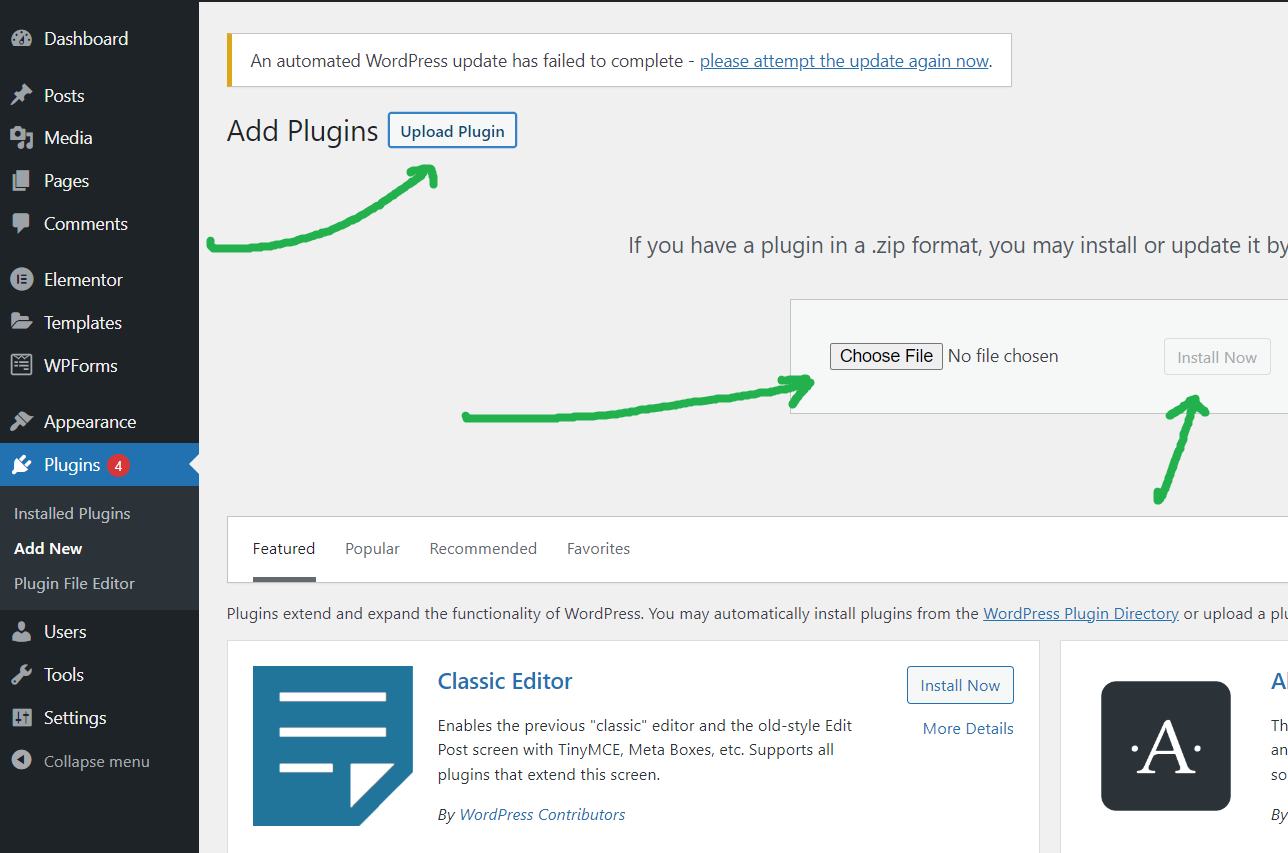 Dashboard
Posts
Media
Pages
Comments
Elementor
Templates
WPForms
Appearance
Plugins 4
Installed Plugins
Add New
Plugin File Editor
Users
Tools
Settings
Collapse menu
An automated WordPress update has failed to complete - please attempt the update again now.
Add Plugins Upload Plugin
If you have a plugin in a .zip format, you may install or update it by
Choose File No file chosen Install Now
Featured Popular Recommended Favorites
Plugins extend and expand the functionality of WordPress. You may automatically install plugins from the WordPress Plugin Directory or upload a
Classic Editor
Install Now
More Details
Enables the previous "classic" editor and the old-style Edit
Post screen with TinyMCE, Meta Boxes, etc. Supports all
plugins that extend this screen.
By WordPress Contributors
·A·
Th
an
so
By